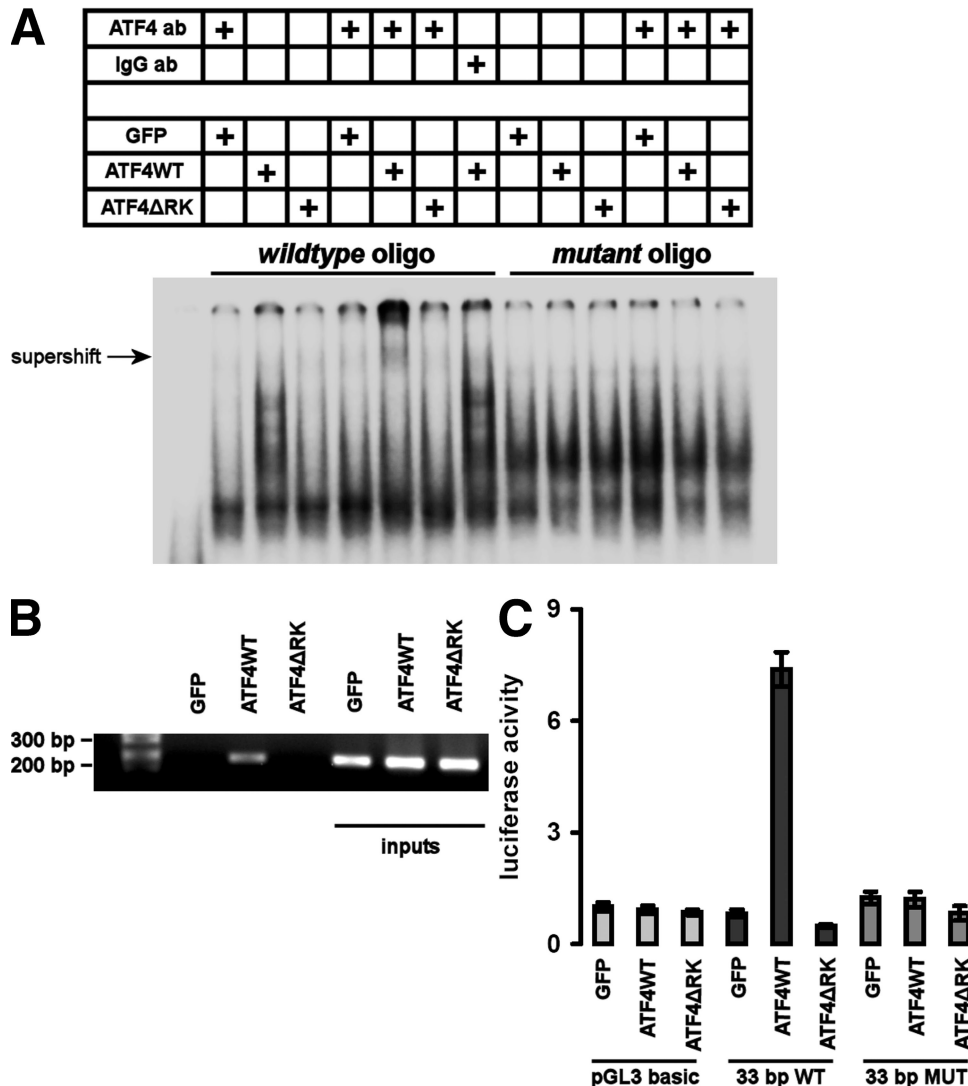 A
ATF4 ab + + + + + + +
IgG ab +
GFP + + + +
ATF4WT + + + + +
ATF4ΔRK + + + +
wildtype oligo mutant oligo
supershift
B
GFP ATF4WT ATF4ΔRK GFP ATF4WT ATF4ΔRK
300 bp
200 bp
inputs
C
luciferase acivity
9
6
3
0
GFP ATF4WT ATF4ΔRK GFP ATF4WT ATF4ΔRK GFP ATF4WT ATF4ΔRK
pGL3 basic 33 bp WT 33 bp MUT